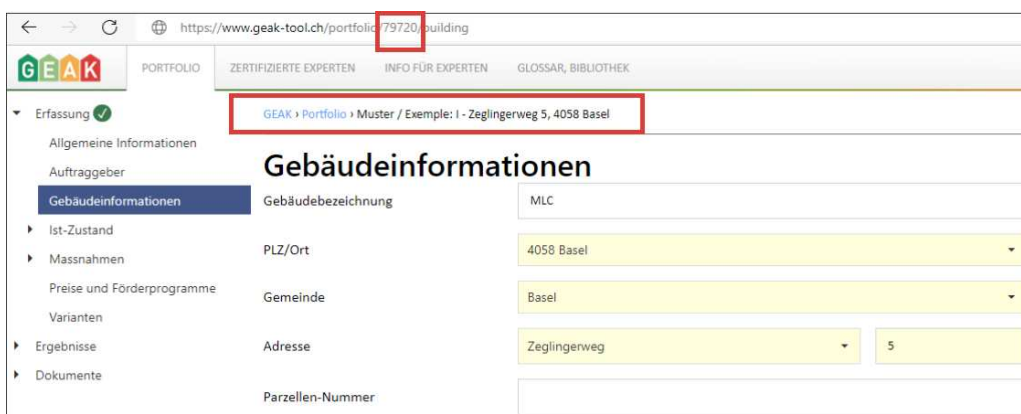 https://www.geak-tool.ch/portfolio/79720/building
GEAK PORTFOLIO ZERTIFIZIERTE EXPERTEN INFO FÜR EXPERTEN GLOSSAR, BIBLIOTHEK
Erfassung
GEAK › Portfolio › Muster / Exemple: I - Zeglingerweg 5, 4058 Basel
Allgemeine Informationen
Auftraggeber
Gebäudeinformationen
Ist-Zustand
Massnahmen
Preise und Förderprogramme
Varianten
Ergebnisse
Dokumente
Gebäudeinformationen
Gebäudebezeichnung MLC
PLZ/Ort 4058 Basel
Gemeinde Basel
Adresse Zeglingerweg 5
Parzellen-Nummer